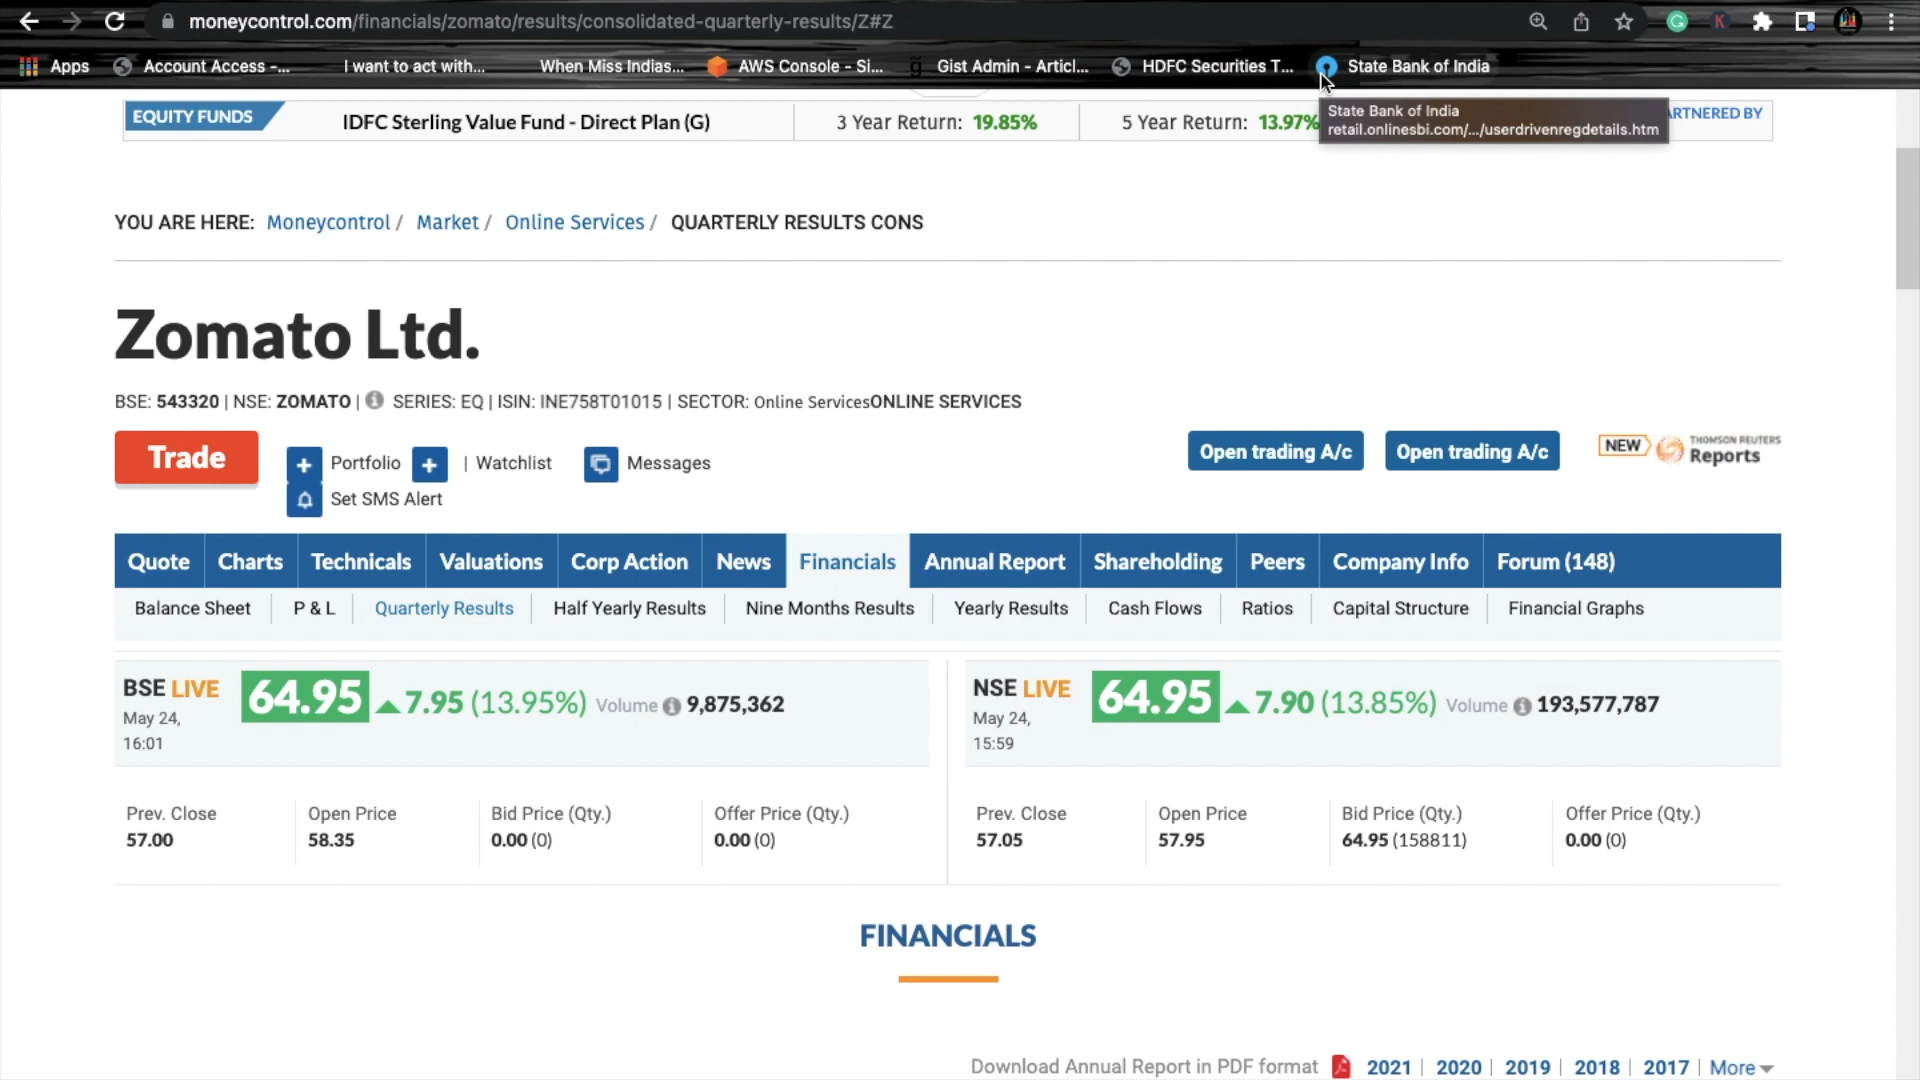 moneycontrol.com/financials/zomato/results/consolidated-quarterly-results/Z#Z
Apps Account Access -... I want to act with... When Miss Indias... AWS Console - Si... Gist Admin - Articl... HDFC Securities T... State Bank of India
EQUITY FUNDS IDFC Sterling Value Fund - Direct Plan (G) 3 Year Return: 19.85% 5 Year Return: 13.97%
State Bank of India
retail.onlinesbi.com/.../userdrivenregdetails.htm
YOU ARE HERE: Moneycontrol / Market / Online Services / QUARTERLY RESULTS CONS
Zomato Ltd.
BSE: 543320 | NSE: ZOMATO | SERIES: EQ | ISIN: INE758T01015 | SECTOR: Online ServicesONLINE SERVICES
Trade + Portfolio + | Watchlist Messages
Set SMS Alert
Open trading A/c Open trading A/c NEW THOMSON REUTERS Reports
Quote Charts Technicals Valuations Corp Action News Financials Annual Report Shareholding Peers Company Info Forum (148)
Balance Sheet P & L Quarterly Results Half Yearly Results Nine Months Results Yearly Results Cash Flows Ratios Capital Structure Financial Graphs
BSE LIVE 64.95 7.95 (13.95%) Volume 9,875,362
May 24,
16:01
NSE LIVE 64.95 7.90 (13.85%) Volume 193,577,787
May 24,
15:59
Prev. Close Open Price Bid Price (Qty.) Offer Price (Qty.)
57.00 58.35 0.00 (0) 0.00 (0)
Prev. Close Open Price Bid Price (Qty.) Offer Price (Qty.)
57.05 57.95 64.95 (158811) 0.00 (0)
FINANCIALS
Download Annual Report in PDF format 2021 | 2020 | 2019 | 2018 | 2017 | More